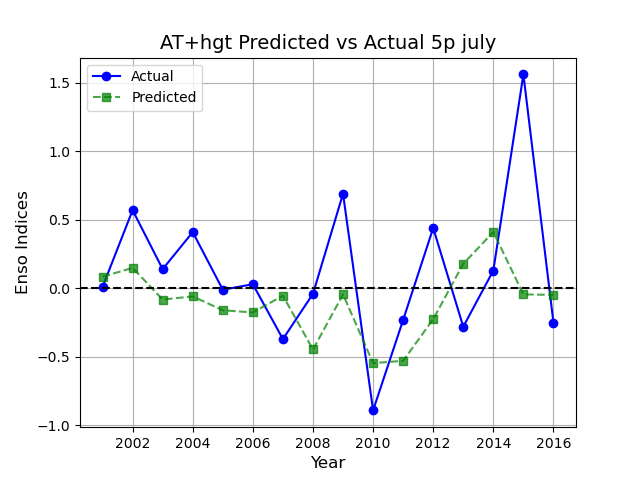 AT+hgt Predicted vs Actual 5p july
Actual
Predicted
1.5
1.0
0.5
0.0
−0.5
−1.0
Enso Indices
2002 2004 2006 2008 2010 2012 2014 2016
Year